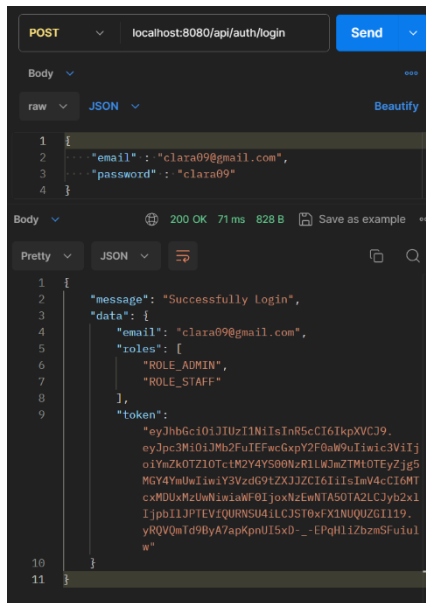 POST localhost:8080/api/auth/login Send
Body
raw JSON Beautify
1 {
2 "email" : "clara09@gmail.com",
3 "password" : "clara09"
4 }
Body 200 OK 71 ms 828 B Save as example
Pretty JSON
1 {
2 "message": "Successfully Login",
3 "data": {
4 "email": "clara09@gmail.com",
5 "roles": [
6 "ROLE_ADMIN",
7 "ROLE_STAFF"
8 ],
9 "token":
"eyJhbGciOiJIUzI1NiIsInR5cCI6IkpXVCJ9.
eyJpc3MiOiJMb2FuIEFwcGxpY2F0aW9uIiwic3ViIj
oiYmZkOTZlOTctM2Y4YS00NzRlLWJmZTMtOTEyZjg5
MGY4YmUwIiwiY3VzdG9tZXJJZCI6IiIsImV4cCI6MT
cxMDUxMzUwNiwiaWF0IjoxNzEwNTA5OTA2LCJyb2xl
IjpbIlJPTEVfQURNSU4iLCJST0xFX1NUQUZGIl19.
yRQVQmTd9ByA7apKpnUI5xD-_-EPqHliZbzmSFuiul
w"
10 }
11 }